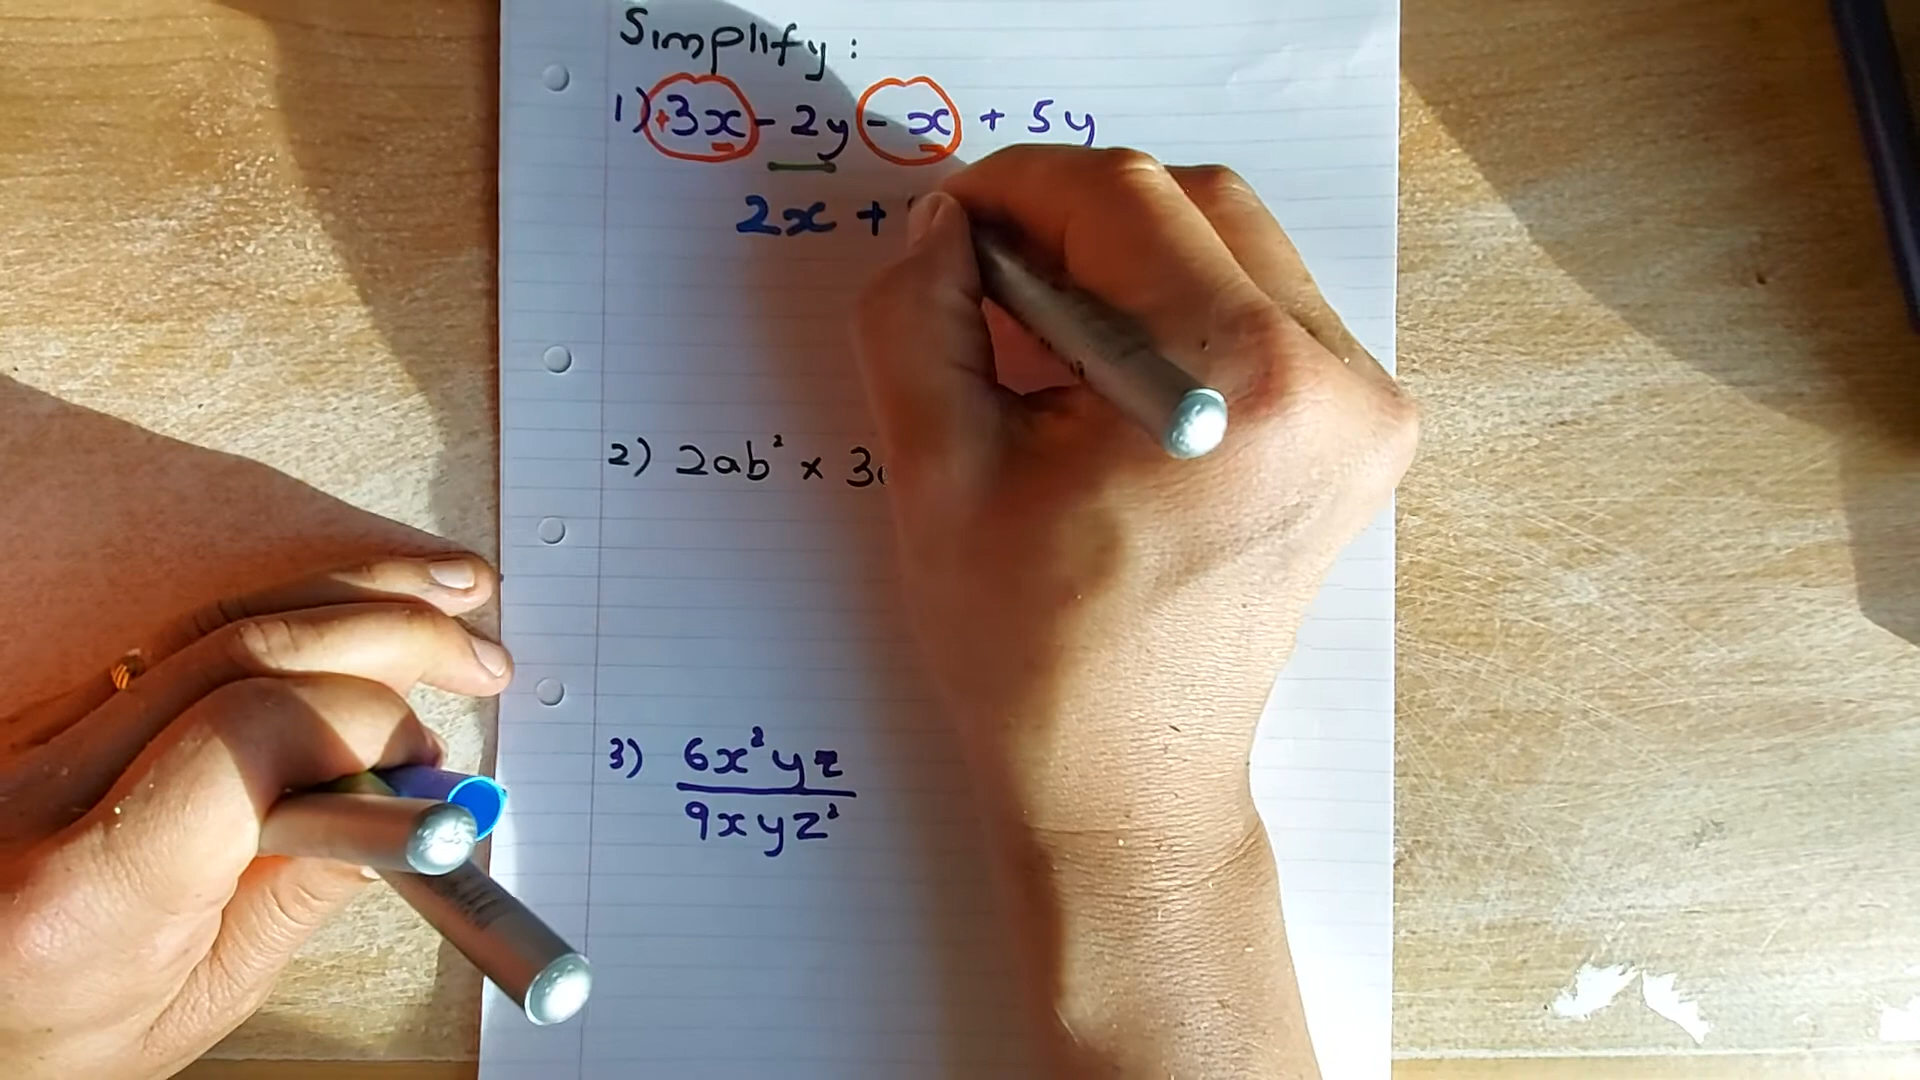 Simplify:
1) +3x - 2y - x + 5y
2x +
2) 2ab² x 3
3) 6x²yz
9xyz²